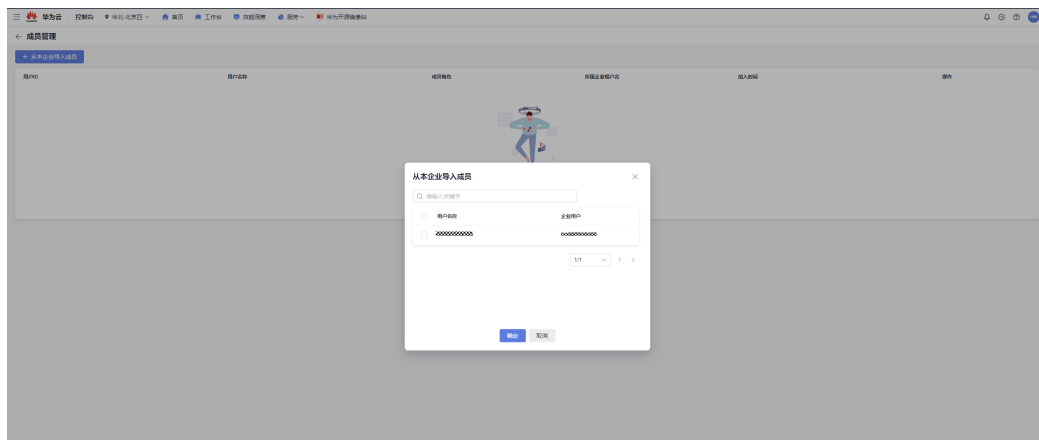 华为云 控制台 华北-北京四 首页 工作台 效能洞察 服务 华为开源镜像站
← 成员管理
+ 从本企业导入成员
用户ID 用户名称 成员角色 所属企业租户名 加入时间 操作
从本企业导入成员
请输入关键字
用户名称 企业用户
1/1
确定 取消